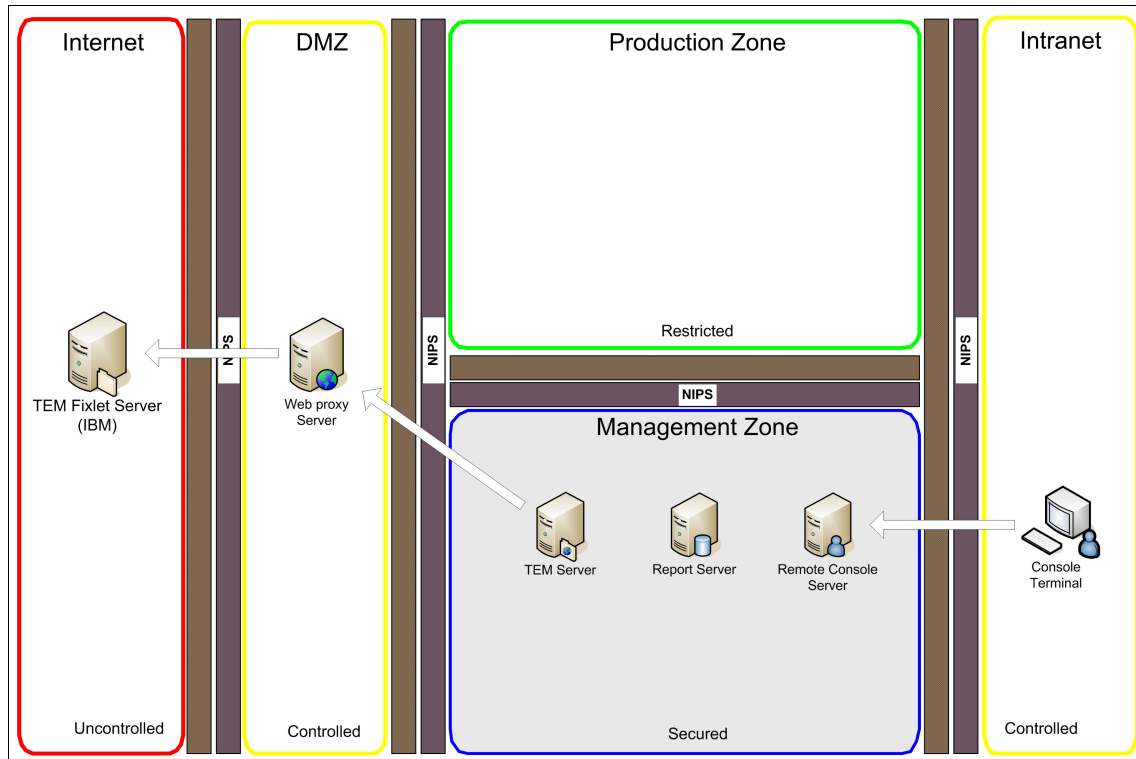 Internet
DMZ
Production Zone
Intranet
Restricted
NIPS
NIPS
NIPS
NIPS
Management Zone
TEM Fixlet Server
(IBM)
Web proxy
Server
TEM Server
Report Server
Remote Console
Server
Console
Terminal
Uncontrolled
Controlled
Secured
Controlled